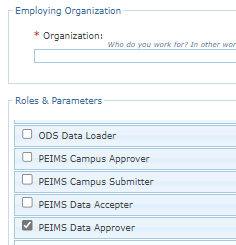 Employing Organization
* Organization:
Who do you work for? In other wor
Roles & Parameters
ODS Data Loader
PEIMS Campus Approver
PEIMS Campus Submitter
PEIMS Data Accepter
PEIMS Data Approver